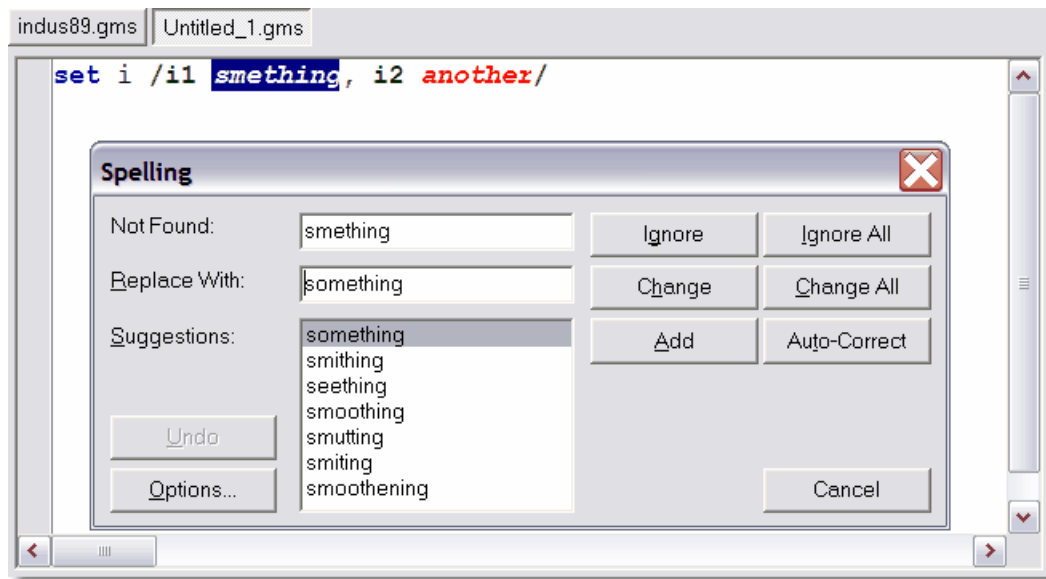 indus89.gms Untitled_1.gms
set i /i1 smething, i2 another/
Spelling
Not Found: smething Ignore Ignore All
Replace With: something Change Change All
Suggestions: something Add Auto-Correct
smithing
seething
smoothing
Undo smutting
smiting
Options... smoothening Cancel